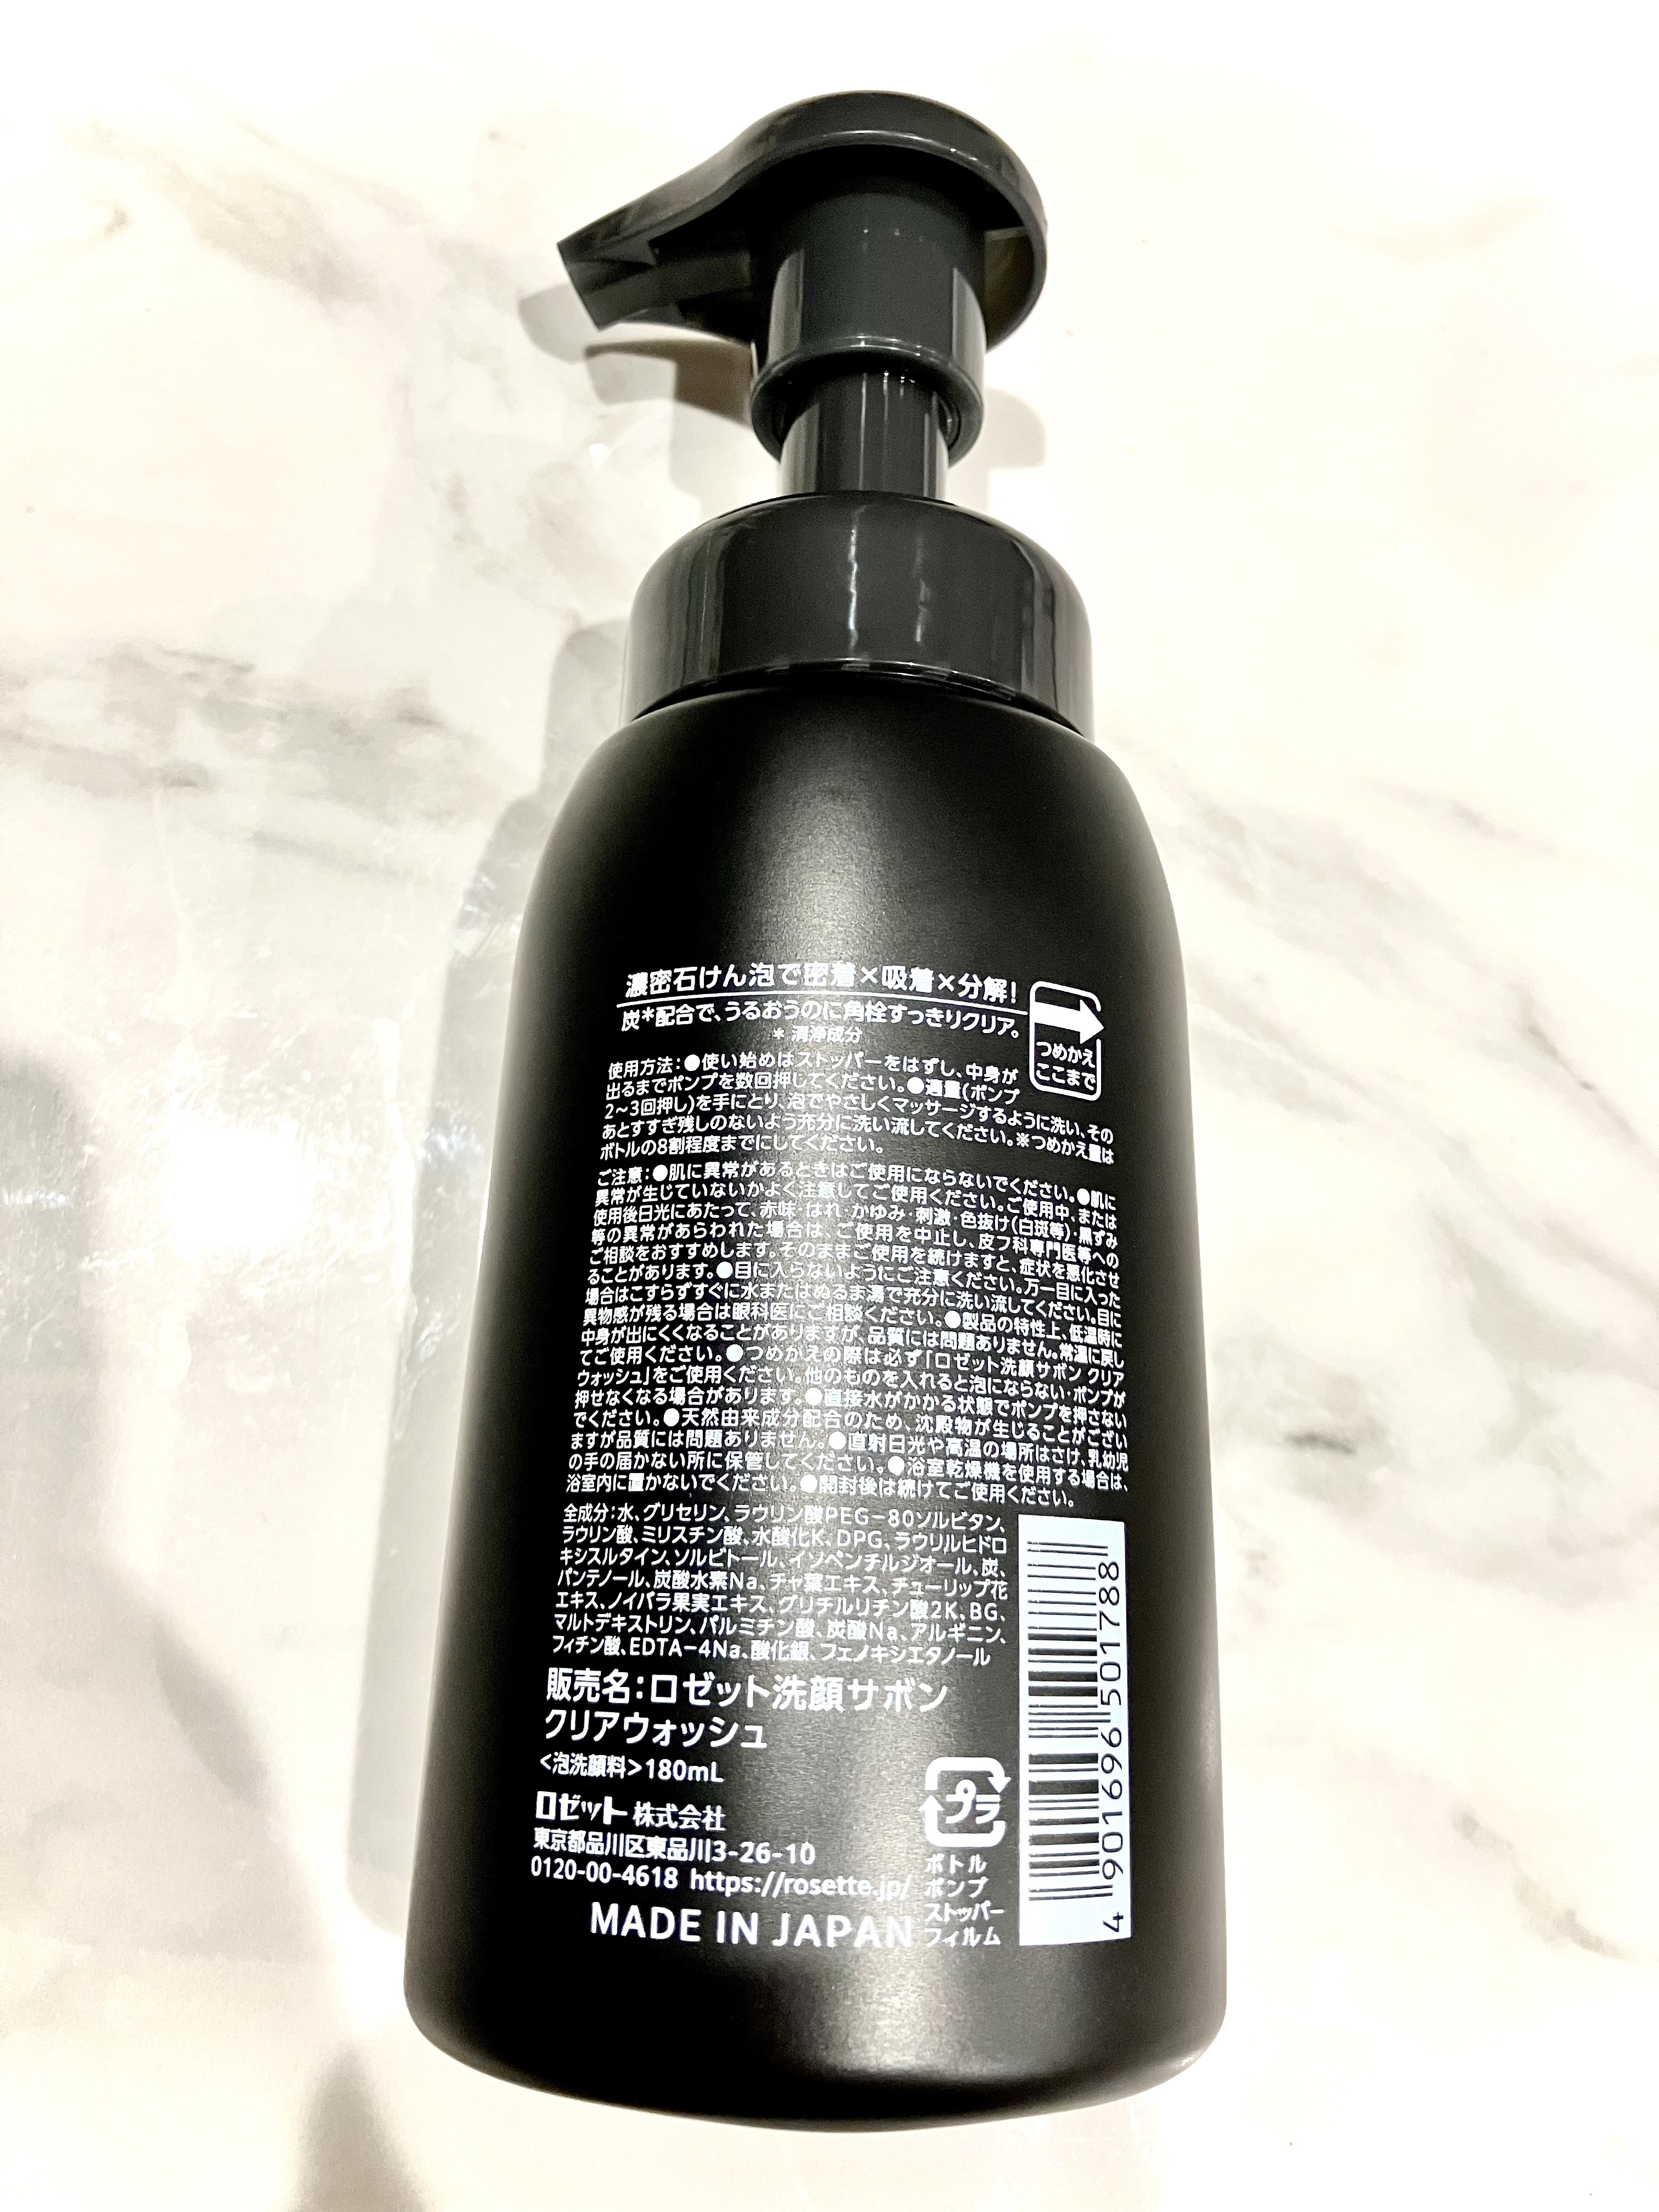 濃密石けん泡で密着×吸着×分解!
炭*配合で、うるおうのに角栓すっきりクリア。
* 清浄成分
つめかえ
ここまで
使用方法:●使い始めはストッパーをはずし、中身が
出るまでポンプを数回押してください。●適量(ポンプ
2~3回押し)を手にとり、泡でやさしくマッサージするように洗い、その
あとすすぎ残しのないよう充分に洗い流してください。※つめかえ量は
ボトルの8割程度までにしてください。
ご注意:●肌に異常があるときはご使用にならないでください。●肌に
異常が生じていないかよく注意してご使用ください。ご使用中、または
使用後日光にあたって、赤味・はれ・かゆみ・刺激・色抜け(白斑等)・黒ずみ
等の異常があらわれた場合は、ご使用を中止し、皮フ科専門医等への
ご相談をおすすめします。そのままご使用を続けますと、症状を悪化させ
ることがあります。●目に入らないようにご注意ください。万一目に入った
場合はこすらずすぐに水またはぬるま湯で充分に洗い流してください。目に
異物感が残る場合は眼科医にご相談ください。●製品の特性上、低温時に
中身が出にくくなることがありますが、品質には問題ありません。常温に戻し
てご使用ください。●つめかえの際は必ず「ロゼット洗顔サボン クリア
ウォッシュ」をご使用ください。他のものを入れると泡にならない・ポンプが
押せなくなる場合があります。●直接水がかかる状態でポンプを押さない
でください。●天然由来成分配合のため、沈殿物が生じることがござい
ますが品質には問題ありません。●直射日光や高温の場所はさけ、乳幼児
の手の届かない所に保管してください。●浴室乾燥機を使用する場合は、
浴室内に置かないでください。●開封後は続けてご使用ください。
全成分:水、グリセリン、ラウリン酸PEG-80ソルビタン、
ラウリン酸、ミリスチン酸、水酸化K、DPG、ラウリルヒドロ
キシスルタイン、ソルビトール、イソペンチルジオール、炭、
パンテノール、炭酸水素Na、チャ葉エキス、チューリップ花
エキス、ノイバラ果実エキス、グリチルリチン酸2K、BG、
マルトデキストリン、パルミチン酸、炭酸Na、アルギニン、
フィチン酸、EDTA-4Na、酸化銀、フェノキシエタノール
販売名:ロゼット洗顔サボン
クリアウォッシュ
<泡洗顔料>180mL
ロゼット株式会社
東京都品川区東品川3-26-10
0120-00-4618 https://rosette.jp/
MADE IN JAPAN
プラ
ボトル
ポンプ
ストッパー
フィルム
4 901696 501788